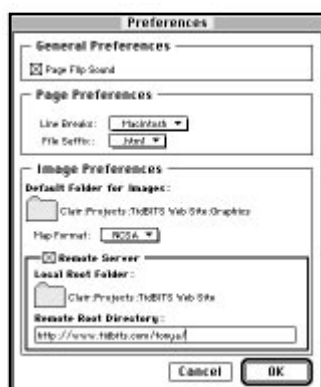 Preferences
General Preferences
Page Flip Sound
Page Preferences
Line Breaks: Macintosh
File Suffix: .html
Image Preferences
Default Folder for Images:
Clair:Projects:TidBITS Web Site:Graphics
Map Format: NCSA
Remote Server
Local Root Folder:
Clair:Projects:TidBITS Web Site
Remote Root Directory:
http://www.tidbits.com/tonya/
Cancel OK